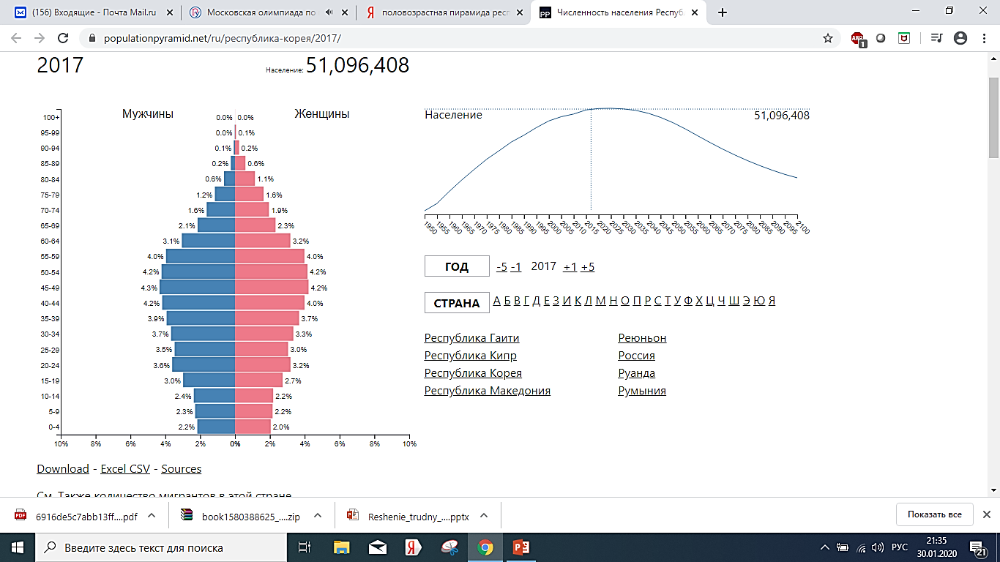 (156) Входящие - Почта Mail.ru
Московская олимпиада по
половозрастная пирамида респ
Численность населения Респуб.
populationpyramid.net/ru/республика-корея/2017/
ABP
1
2017
Население: 51,096,408
Мужчины
Женщины
100+ 0.0% 0.0%
95-99 0.0% 0.1%
90-94 0.1% 0.2%
85-89 0.2% 0.6%
80-84 0.6% 1.1%
75-79 1.2% 1.6%
70-74 1.6% 1.9%
65-69 2.1% 2.3%
60-64 3.1% 3.2%
55-59 4.0% 4.0%
50-54 4.2% 4.2%
45-49 4.3% 4.2%
40-44 4.2% 4.0%
35-39 3.9% 3.7%
30-34 3.7% 3.3%
25-29 3.5% 3.0%
20-24 3.6% 3.2%
15-19 3.0% 2.7%
10-14 2.4% 2.2%
5-9 2.3% 2.2%
0-4 2.2% 2.0%
10% 8% 6% 4% 2% 0% 2% 4% 6% 8% 10%
Население
51,096,408
1950 1955 1960 1965 1970 1975 1980 1985 1990 1995 2000 2005 2010 2015 2020 2025 2030 2035 2040 2045 2050 2055 2060 2065 2070 2075 2080 2085 2090 2095 2100
ГОД -5 -1 2017 +1 +5
СТРАНА А Б В Г Д Е З И К Л М Н О П Р С Т У Ф Х Ц Ч Ш Э Ю Я
Республика Гаити
Республика Кипр
Республика Корея
Республика Македония
Реюньон
Россия
Руанда
Румыния
Download - Excel CSV - Sources
См. Также количество мигрантов в этой стране
PDF
6916de5c7abb13ff....pdf
book1580388625_....zip
Reshenie_trudny_....pptx
Показать все
Введите здесь текст для поиска
РУС
21:35
30.01.2020
21